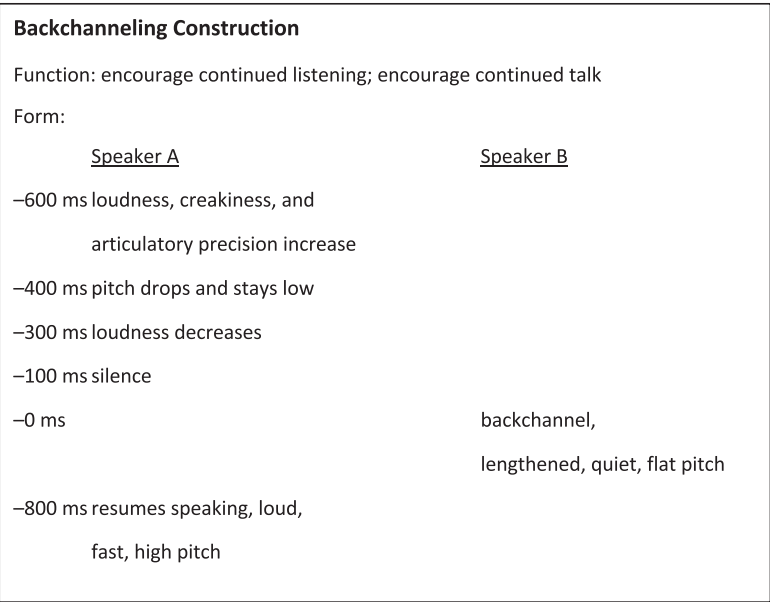 Backchanneling Construction
Function: encourage continued listening; encourage continued talk
Form:
Speaker A Speaker B
–600 ms loudness, creakiness, and
articulatory precision increase
–400 ms pitch drops and stays low
–300 ms loudness decreases
–100 ms silence
–0 ms backchannel,
lengthened, quiet, flat pitch
–800 ms resumes speaking, loud,
fast, high pitch